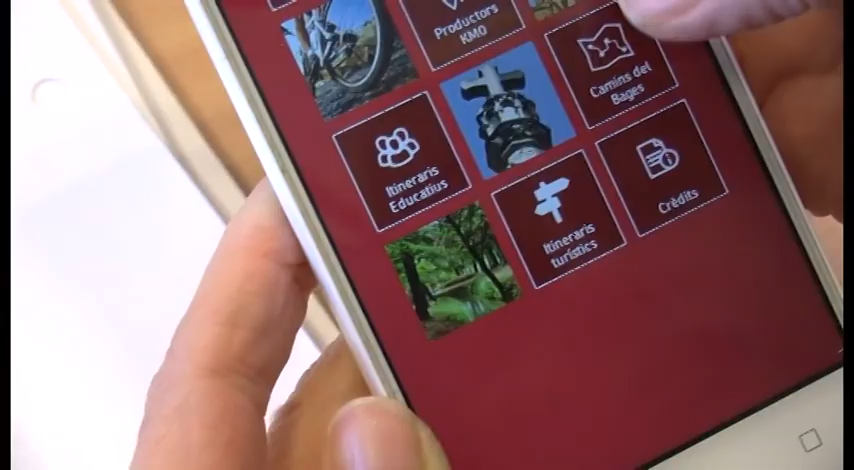 Productors
KM0
Camins del
Bages
Itineraris
Educatius
Itineraris
turístics
Crèdits